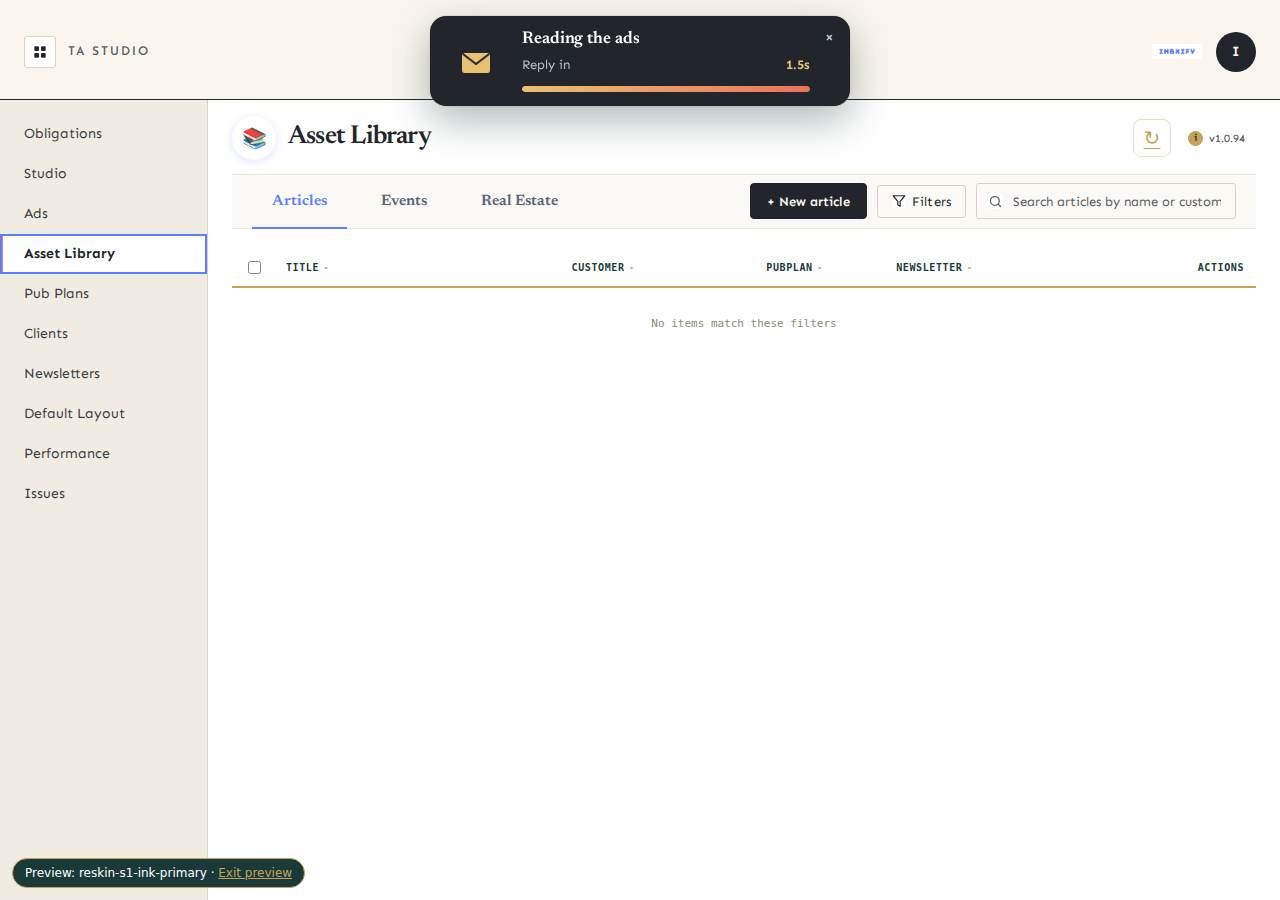 TA STUDIO
Reading the ads
×
Reply in
1.5s
INBXIFY
I
Obligations
Studio
Ads
Asset Library
Pub Plans
Clients
Newsletters
Default Layout
Performance
Issues
Asset Library
↻
i
v1.0.94
Articles
Events
Real Estate
+ New article
Filters
Search articles by name or custom
TITLE -
CUSTOMER -
PUBPLAN -
NEWSLETTER -
ACTIONS
No items match these filters
Preview: reskin-s1-ink-primary · Exit preview